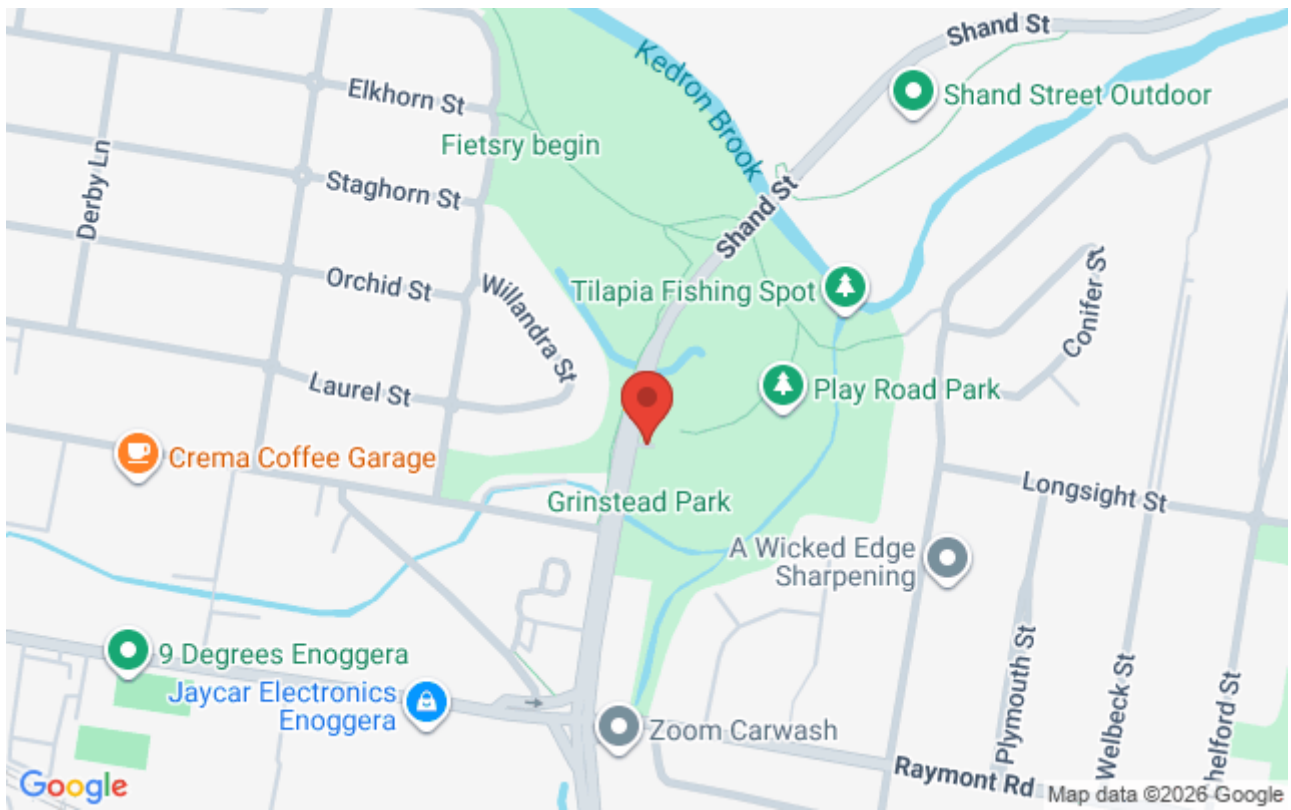 Shand St
Kedron Brook
Elkhorn St
Shand Street Outdoor
Fietsry begin
Derby Ln
Staghorn St
Shand St
Orchid St
Willandra St
Tilapia Fishing Spot
Conifer St
Laurel St
Play Road Park
Crema Coffee Garage
Longsight St
Grinstead Park
A Wicked Edge
Sharpening
9 Degrees Enoggera
Plymouth St
Welbeck St
helford St
Jaycar Electronics
Enoggera
Zoom Carwash
Raymont Rd
Google
Map data ©2026 Google